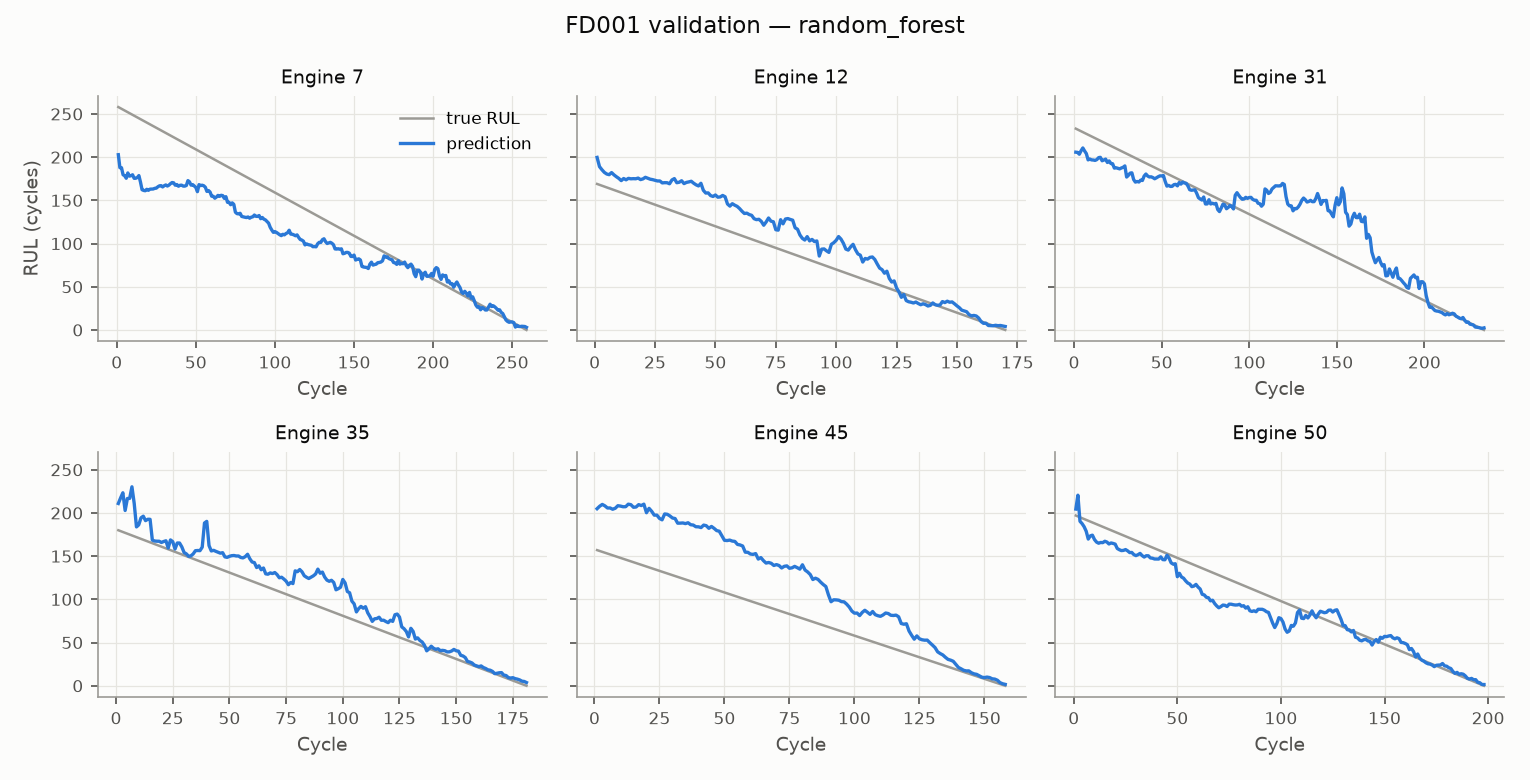 FD001 validation — random_forest
Engine 7
Engine 12
Engine 31
RUL (cycles)
250
200
150
100
50
0
true RUL
prediction
0 50 100 150 200 250
0 25 50 75 100 125 150 175
0 50 100 150 200
Cycle
Cycle
Cycle
Engine 35
Engine 45
Engine 50
250
200
150
100
50
0
0 25 50 75 100 125 150 175
0 25 50 75 100 125 150
0 50 100 150 200
Cycle
Cycle
Cycle